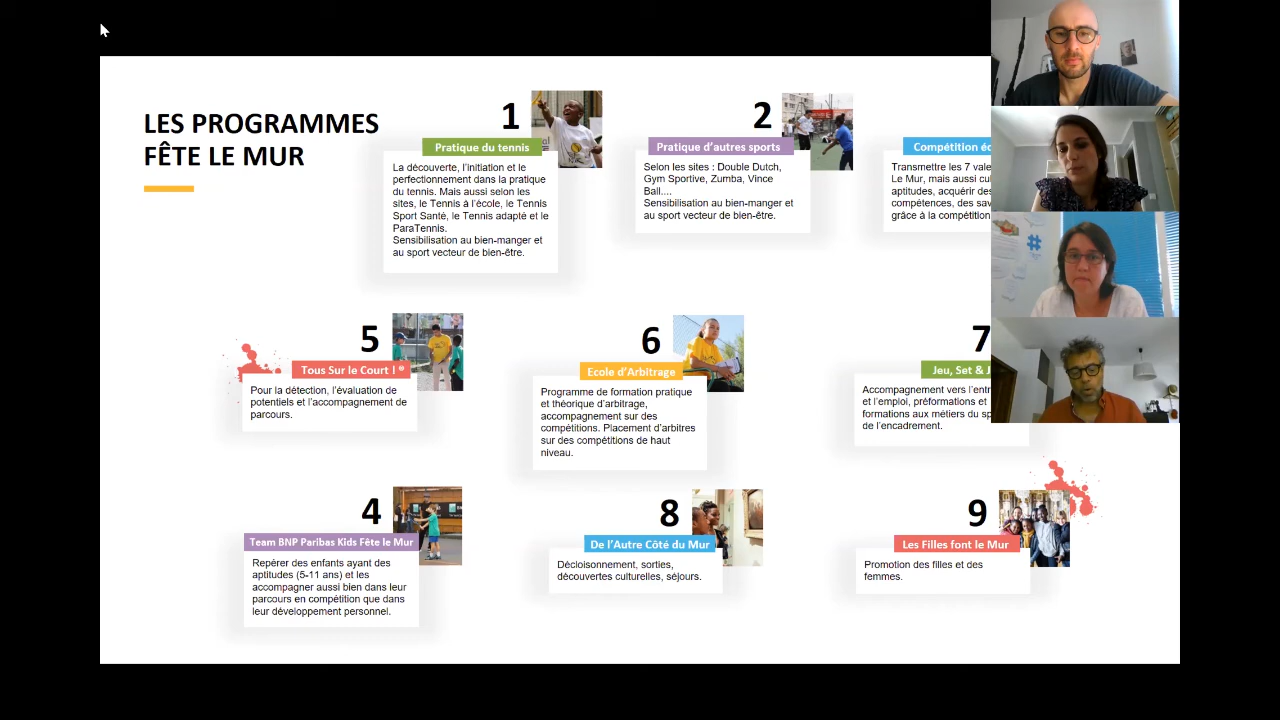 LES PROGRAMMES
FÊTE LE MUR
1
Pratique du tennis
La découverte, l'initiation et le
perfectionnement dans la pratique
du tennis. Mais aussi selon les
sites, le Tennis à l'école, le Tennis
Sport Santé, le Tennis adapté et le
ParaTennis.
Sensibilisation au bien-manger et
au sport vecteur de bien-être.
2
Pratique d'autres sports
Selon les sites : Double Dutch,
Gym Sportive, Zumba, Vince
Ball....
Sensibilisation au bien-manger et
au sport vecteur de bien-être.
Compétition
Transmettre les 7
Le Mur, mais aussi
aptitudes, acquérir
compétences, des
grâce à la
5
Tous Sur le Court ! ®
Pour la détection, l'évaluation de
potentiels et l'accompagnement de
parcours.
6
Ecole d'Arbitrage
Programme de formation pratique
et théorique d'arbitrage,
accompagnement sur des
compétitions. Placement d'arbitres
sur des compétitions de haut
niveau.
7
Jeu, Set &
Accompagnement vers
et l'emploi, préformations et
formations aux métiers du
de l'encadrement.
4
Team BNP Paribas Kids Fête le Mur
Repérer des enfants ayant des
aptitudes (5-11 ans) et les
accompagner aussi bien dans leur
parcours en compétition que dans
leur développement personnel.
8
De l'Autre Côté du Mur
Décloisonnement, sorties,
découvertes culturelles, séjours.
9
Les Filles font le Mur
Promotion des filles et des
femmes.